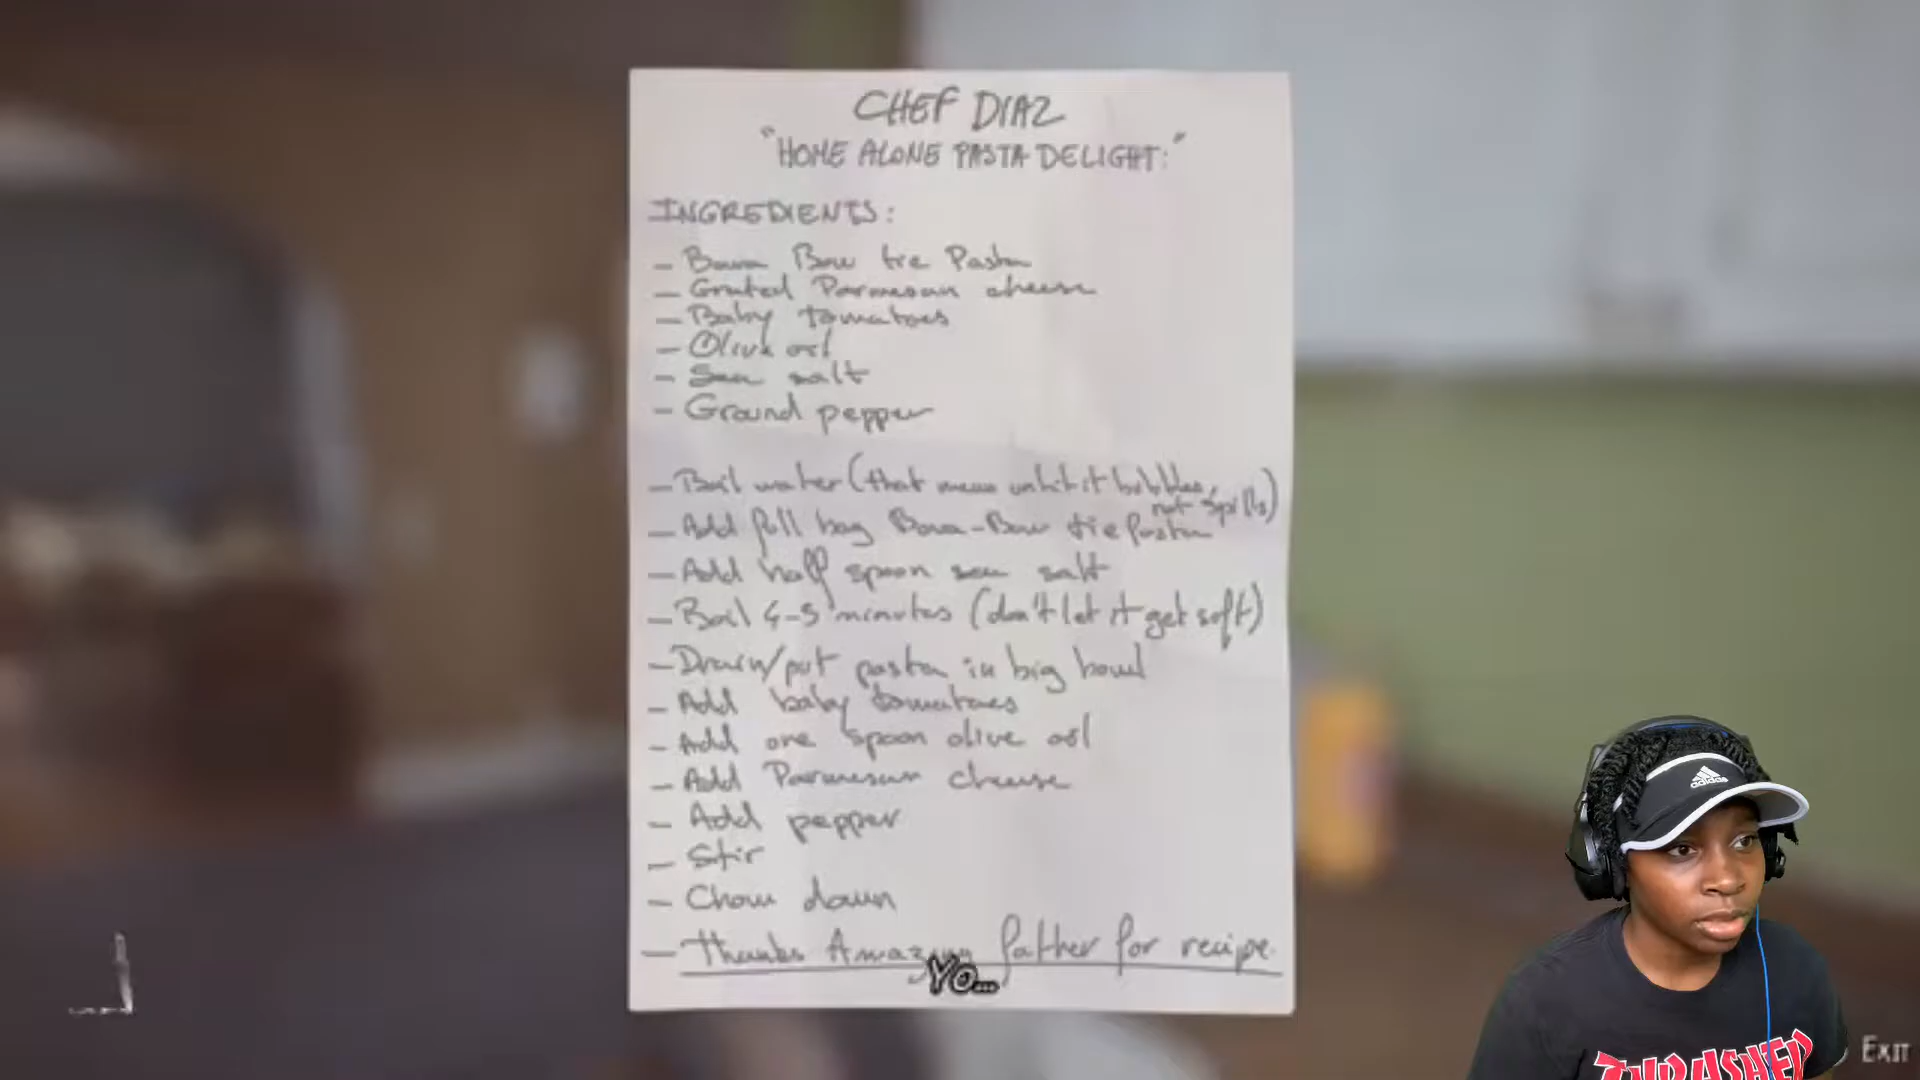 CHEF DIAZ
"HOME ALONE PASTA DELIGHT:"
INGREDIENTS:
- Bawa Bow tie Pasta
- Grated Parmesan cheese
- Baby tomatoes
- Olive oil
- Sea salt
- Ground pepper
- Boil water (that means until it bubbles, not spills)
- Add full bag Bawa-Bow tie Pasta
- Add half spoon sea salt
- Boil 4-5 minutes (don't let it get soft)
- Drain/put pasta in big bowl
- Add baby tomatoes
- Add one spoon olive oil
- Add Parmesan cheese
- Add pepper
- Stir
- Chow down
- Thanks Amazing father for recipe
Yo...
adidas
THRASHER
EXIT